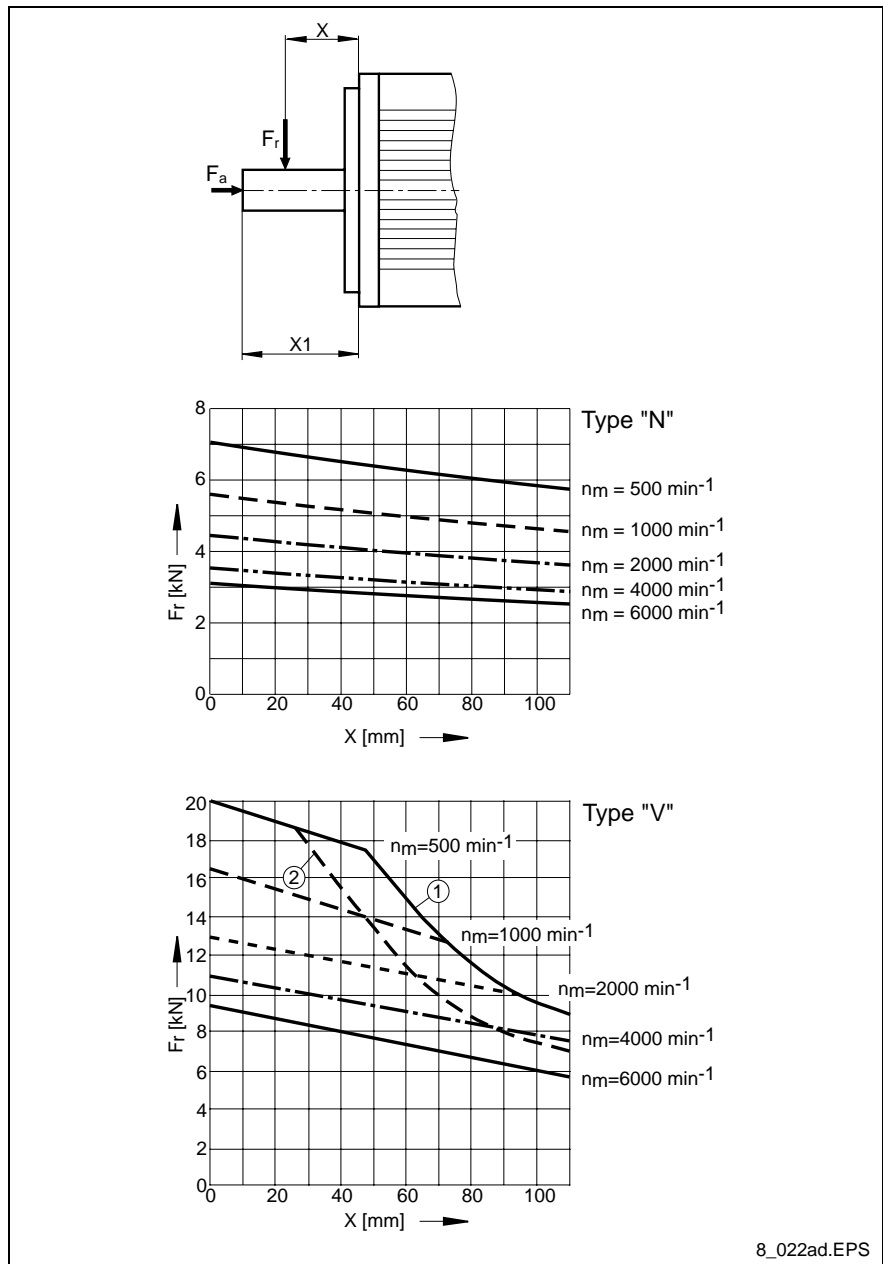 X
Fr
Fa
X1
8
6
4
2
0
Fr [kN]
0 20 40 60 80 100
X [mm]
Type "N"
nm = 500 min-1
nm = 1000 min-1
nm = 2000 min-1
nm = 4000 min-1
nm = 6000 min-1
20
18
16
14
12
10
8
6
4
2
0
Fr [kN]
0 20 40 60 80 100
X [mm]
Type "V"
nm=500 min-1
2
1
nm=1000 min-1
nm=2000 min-1
nm=4000 min-1
nm=6000 min-1
8_022ad.EPS